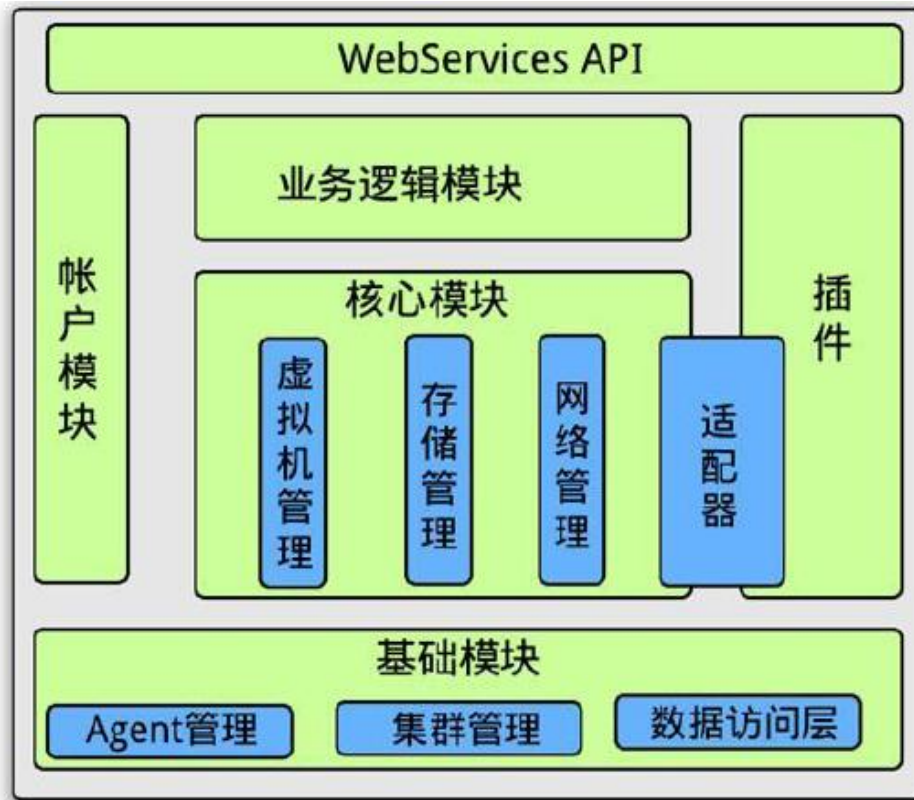 WebServices API
帐户模块
业务逻辑模块
核心模块
虚拟机管理
存储管理
网络管理
适配器
插件
基础模块
Agent管理
集群管理
数据访问层